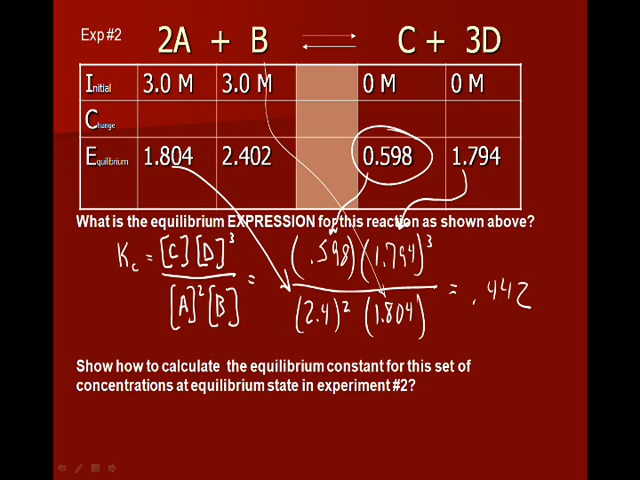 Exp #2
2A + B ⇌ C + 3D
Initial 3.0 M 3.0 M 0 M 0 M
Change
Equilibrium 1.804 2.402 0.598 1.794
What is the equilibrium EXPRESSION for this reaction as shown above?
Kc = [C][D]^3 / [A]^2[B] = (.598)(1.794)^3 / (2.4)^2 (1.804) = .442
Show how to calculate the equilibrium constant for this set of
concentrations at equilibrium state in experiment #2?